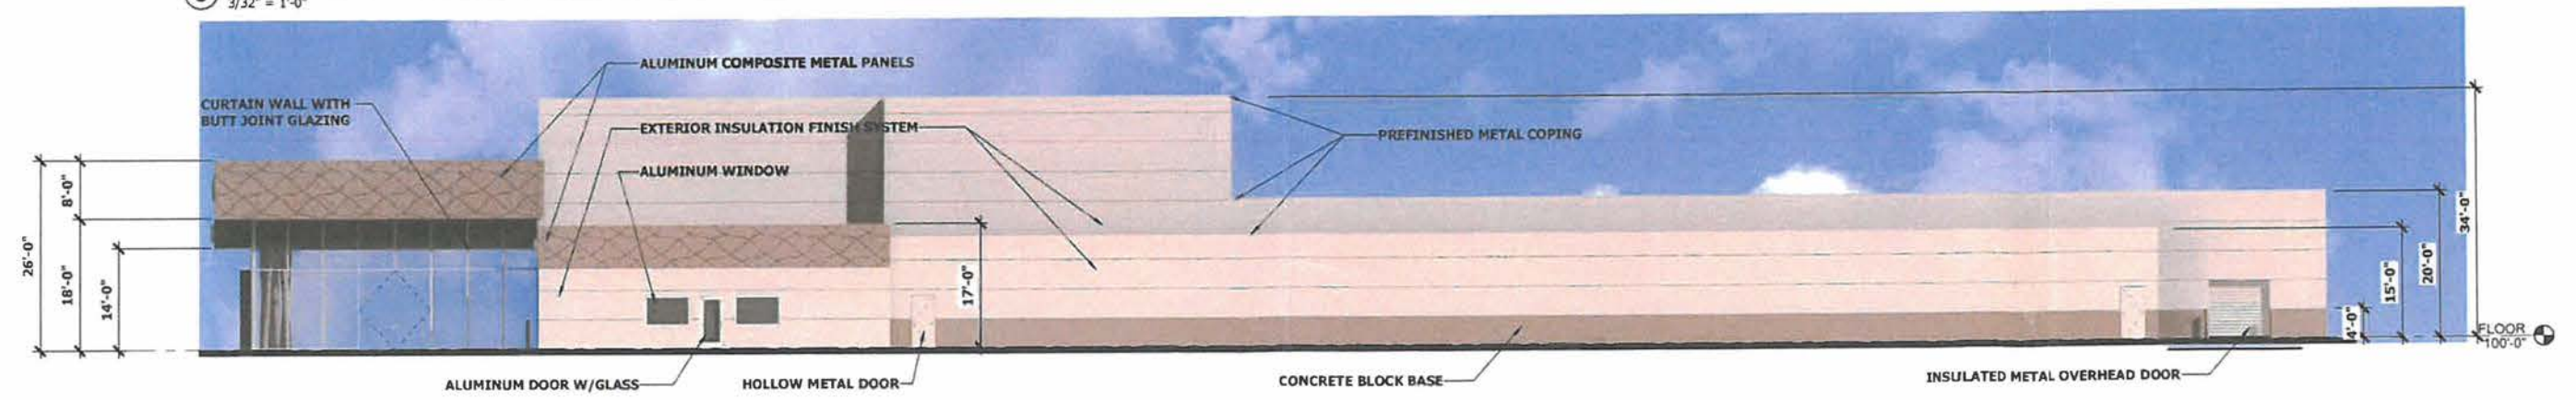 3/32" = 1'-0"
ALUMINUM COMPOSITE METAL PANELS
CURTAIN WALL WITH
BUTT JOINT GLAZING
EXTERIOR INSULATION FINISH SYSTEM
PREFINISHED METAL COPING
ALUMINUM WINDOW
26'-0"
8'-0"
18'-0"
14'-0"
17'-0"
34'-0"
20'-0"
15'-0"
4'-0"
FLOOR
100'-0"
ALUMINUM DOOR W/GLASS
HOLLOW METAL DOOR
CONCRETE BLOCK BASE
INSULATED METAL OVERHEAD DOOR